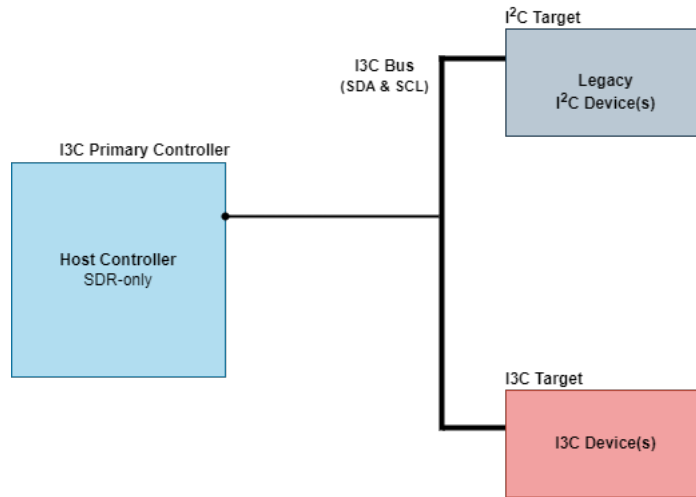 I²C Target
I3C Bus
(SDA & SCL)
Legacy
I²C Device(s)
I3C Primary Controller
Host Controller
SDR-only
I3C Target
I3C Device(s)